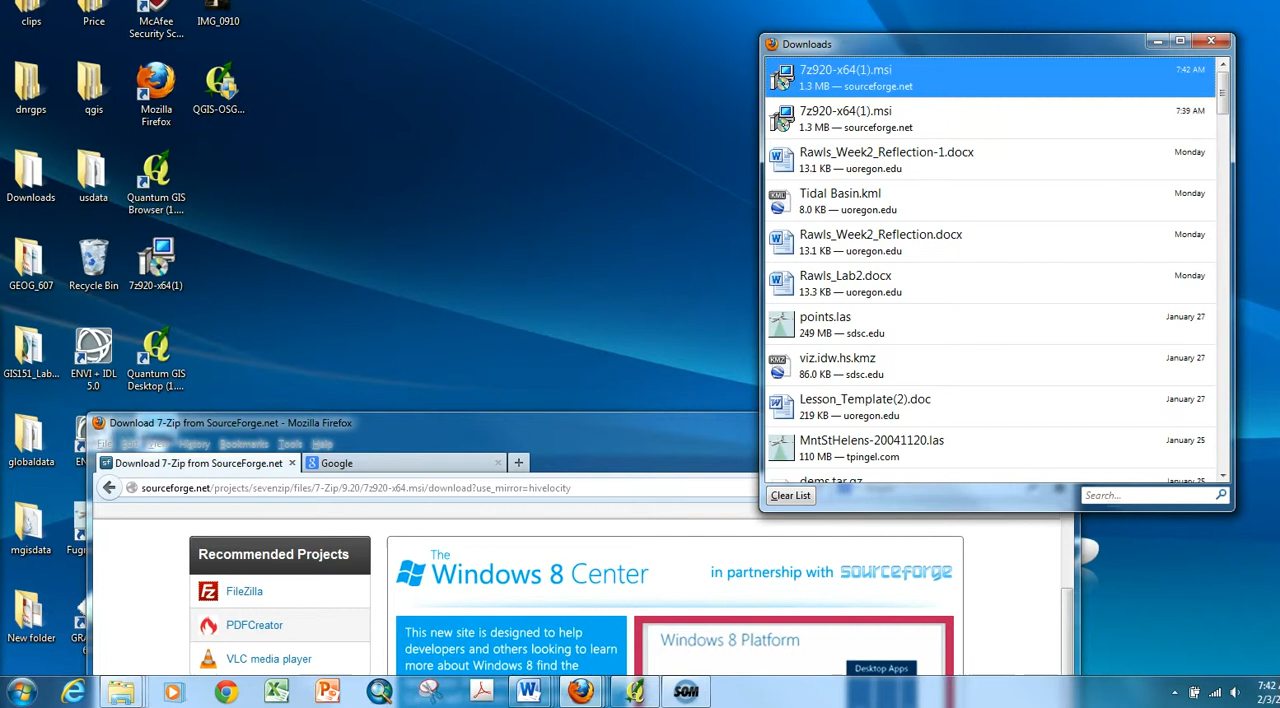 clips
Price
McAfee
Security Sc...
IMG_0910
dnrgps
qgis
Mozilla
Firefox
QGIS-OSG...
Downloads
usdata
Quantum GIS
Browser (1....
GEOG_607
Recycle Bin
7z920-x64(1)
GIS151_Lab...
ENVI + IDL
5.0
Quantum GIS
Desktop (1....
globaldata
EN
mgisdata
Fugr
New folder
GRA
6
Downloads
7z920-x64(1).msi
7:42 AM
1.3 MB — sourceforge.net
7z920-x64(1).msi
7:39 AM
1.3 MB — sourceforge.net
Rawls_Week2_Reflection-1.docx
Monday
13.1 KB — uoregon.edu
Tidal Basin.kml
Monday
8.0 KB — uoregon.edu
Rawls_Week2_Reflection.docx
Monday
13.1 KB — uoregon.edu
Rawls_Lab2.docx
Monday
13.3 KB — uoregon.edu
points.las
January 27
249 MB — sdsc.edu
viz.idw.hs.kmz
January 27
86.0 KB — sdsc.edu
Lesson_Template(2).doc
January 27
219 KB — uoregon.edu
MntStHelens-20041120.las
January 25
110 MB — tpingel.com
dems.tar.gz
January 25
Clear List
Search...
Download 7-Zip from SourceForge.net - Mozilla Firefox
File Edit View History Bookmarks Tools Help
Download 7-Zip from SourceForge.net
Google
sourceforge.net/projects/sevenzip/files/7-Zip/9.20/7z920-x64.msi/download?use_mirror=hivelocity
Recommended Projects
FileZilla
PDFCreator
VLC media player
The
Windows 8 Center
in partnership with sourceforge
This new site is designed to help
developers and others looking to learn
more about Windows 8 find the
Windows 8 Platform
Desktop Apps
SOM
7:42
2/3/2